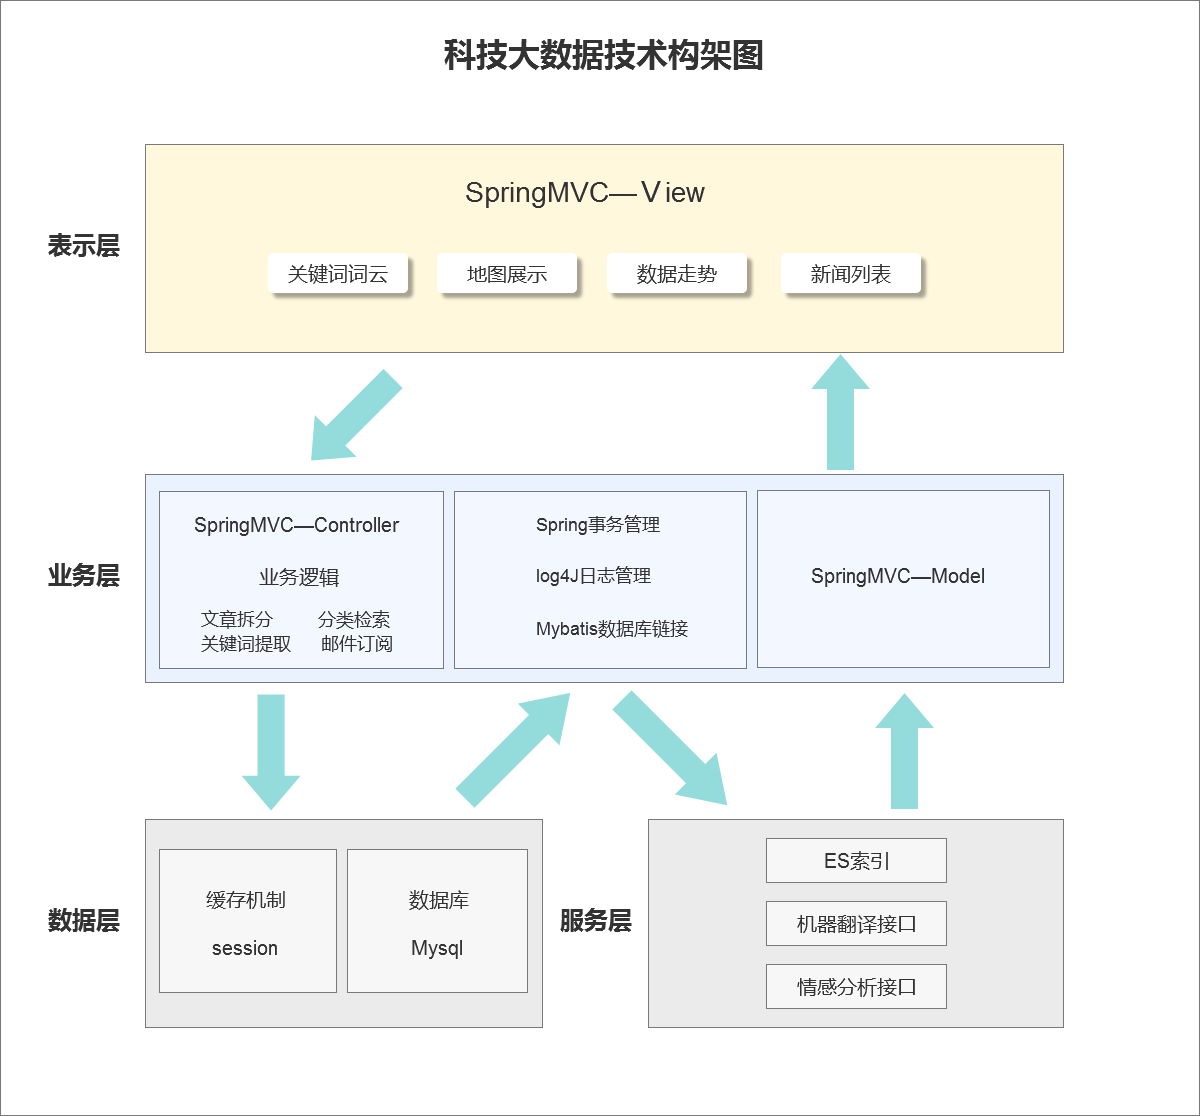 科技大数据技术构架图
SpringMVC—View
表示层
关键词词云
地图展示
数据走势
新闻列表
业务层
SpringMVC—Controller
业务逻辑
文章拆分 分类检索
关键词提取 邮件订阅
Spring事务管理
log4J日志管理
Mybatis数据库链接
SpringMVC—Model
数据层
缓存机制
session
数据库
Mysql
服务层
ES索引
机器翻译接口
情感分析接口